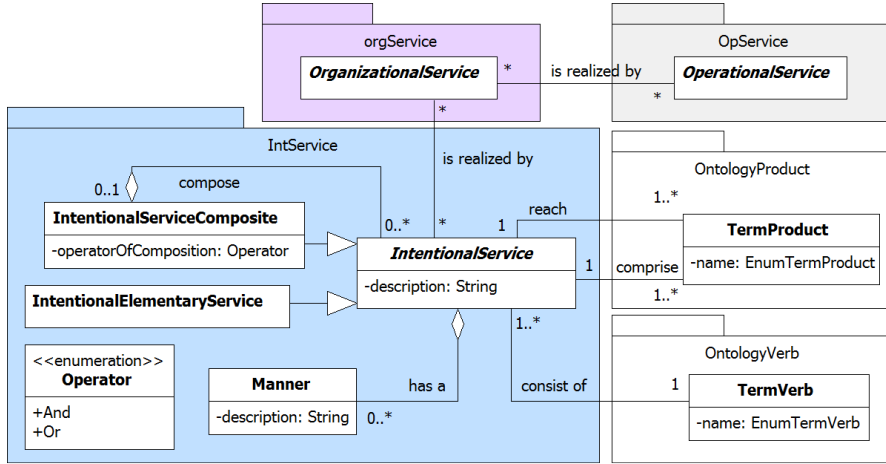 orgService
OrganizationalService
*
is realized by
*
OpService
OperationalService
*
is realized by
*
IntService
compose
0..1
0..*
IntentionalServiceComposite
-operatorOfComposition: Operator
IntentionalService
-description: String
IntentionalElementaryService
<<enumeration>>
Operator
+And
+Or
Manner
-description: String
has a
0..*
1
reach
1..*
1
comprise
1..*
OntologyProduct
TermProduct
-name: EnumTermProduct
1..*
consist of
1
OntologyVerb
TermVerb
-name: EnumTermVerb